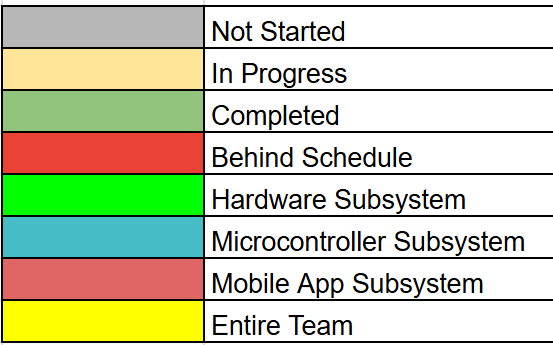 Not Started
In Progress
Completed
Behind Schedule
Hardware Subsystem
Microcontroller Subsystem
Mobile App Subsystem
Entire Team